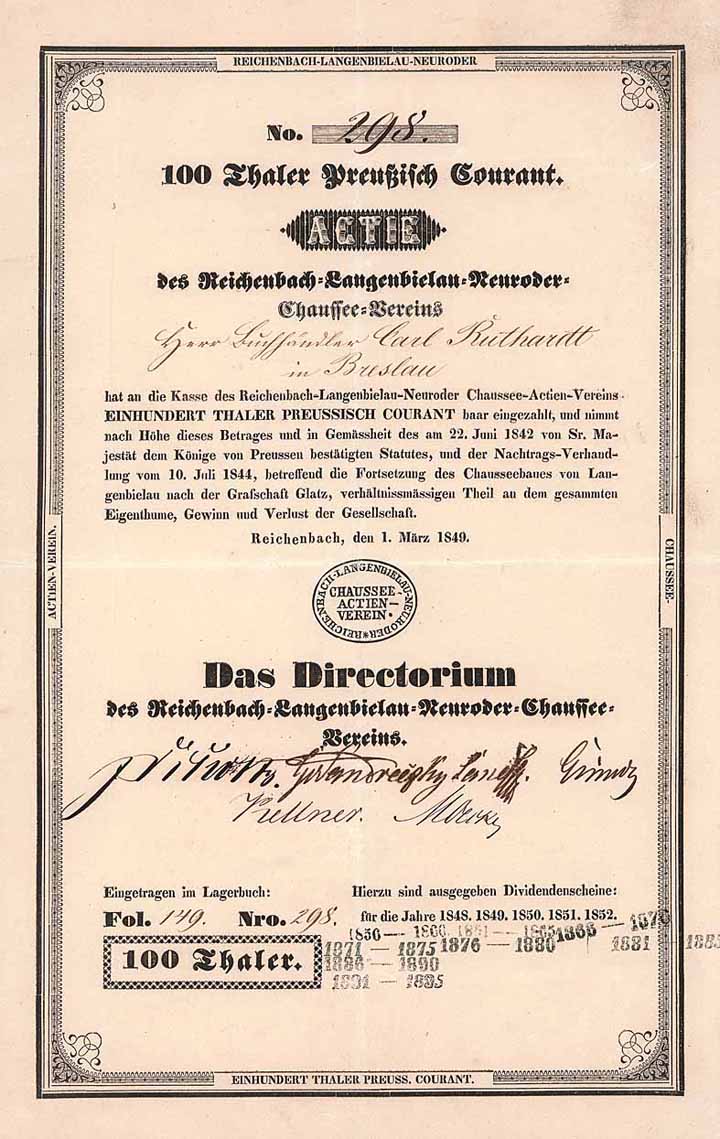 REICHENBACH-LANGENBIELAU-NEURODER
No. 298.
100 Thaler Preußisch Courant.
ACTIE
des Reichenbach-Langenbielau-Neuroder-
Chaussee-Vereins
Herr Buchhändler Carl Ruthardt
in Breslau
hat an die Kasse des Reichenbach-Langenbielau-Neuroder Chaussee-Actien-Vereins
EINHUNDERT THALER PREUSSISCH COURANT baar eingezahlt, und nimmt
nach Höhe dieses Betrages und in Gemässheit des am 22. Juni 1842 von Sr. Ma-
jestät dem Könige von Preussen bestätigten Statutes, und der Nachtrags-Verhand-
lung vom 10. Juli 1844, betreffend die Fortsetzung des Chausseebaues von Lan-
genbielau nach der Grafschaft Glatz, verhältnissmässigen Theil an dem gesammten
Eigenthume, Gewinn und Verlust der Gesellschaft.
Reichenbach, den 1. März 1849.
ACTIEN-VEREIN.
CHAUSSEE-
REICHENBACH-LANGENBIELAU-NEURODER
CHAUSSEE-
ACTIEN-
VEREIN.
Das Directorium
des Reichenbach-Langenbielau-Neuroder-Chaussee-
Vereins.
Kellner.
Eingetragen im Lagerbuch:
Fol. 149. Nro. 298.
Hierzu sind ausgegeben Dividendenscheine:
für die Jahre 1848. 1849. 1850. 1851. 1852.
1866 — 1870
1871 — 1875 1876 — 1880 1881 —
1886 — 1890
100 Thaler.
EINHUNDERT THALER PREUSS. COURANT.